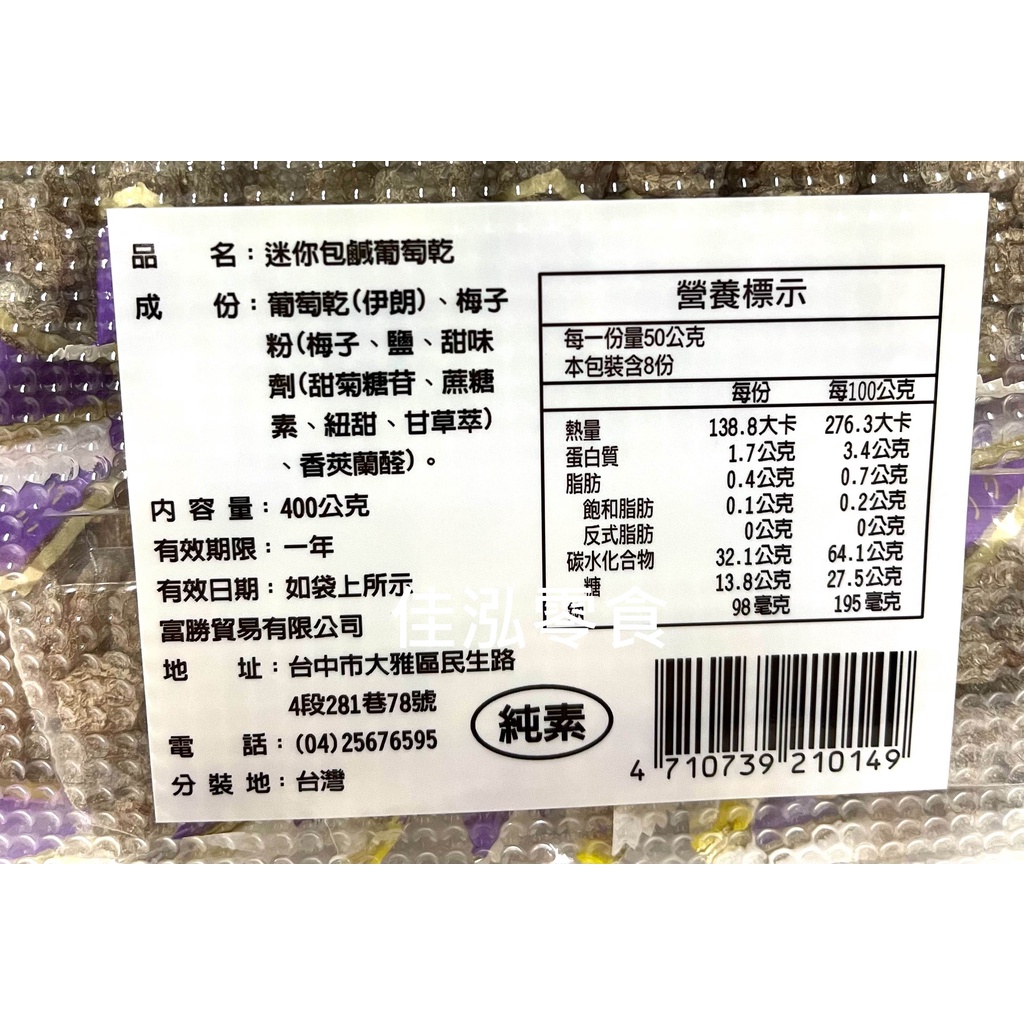 品　　名：迷你包鹹葡萄乾
成　　份：葡萄乾(伊朗)、梅子
粉(梅子、鹽、甜味
劑(甜菊糖苷、蔗糖
素、紐甜、甘草萃)
、香莢蘭醛)。
內 容 量：400公克
有效期限：一年
有效日期：如袋上所示
富勝貿易有限公司
地　　址：台中市大雅區民生路
4段281巷78號
電　　話：(04)25676595
分 裝 地：台灣
營養標示
每一份量50公克
本包裝含8份
每份　每100公克
熱量　138.8大卡　276.3大卡
蛋白質　1.7公克　3.4公克
脂肪　0.4公克　0.7公克
飽和脂肪　0.1公克　0.2公克
反式脂肪　0公克　0公克
碳水化合物　32.1公克　64.1公克
糖　13.8公克　27.5公克
98毫克　195毫克
佳泓零食
純素
4 710739 210149